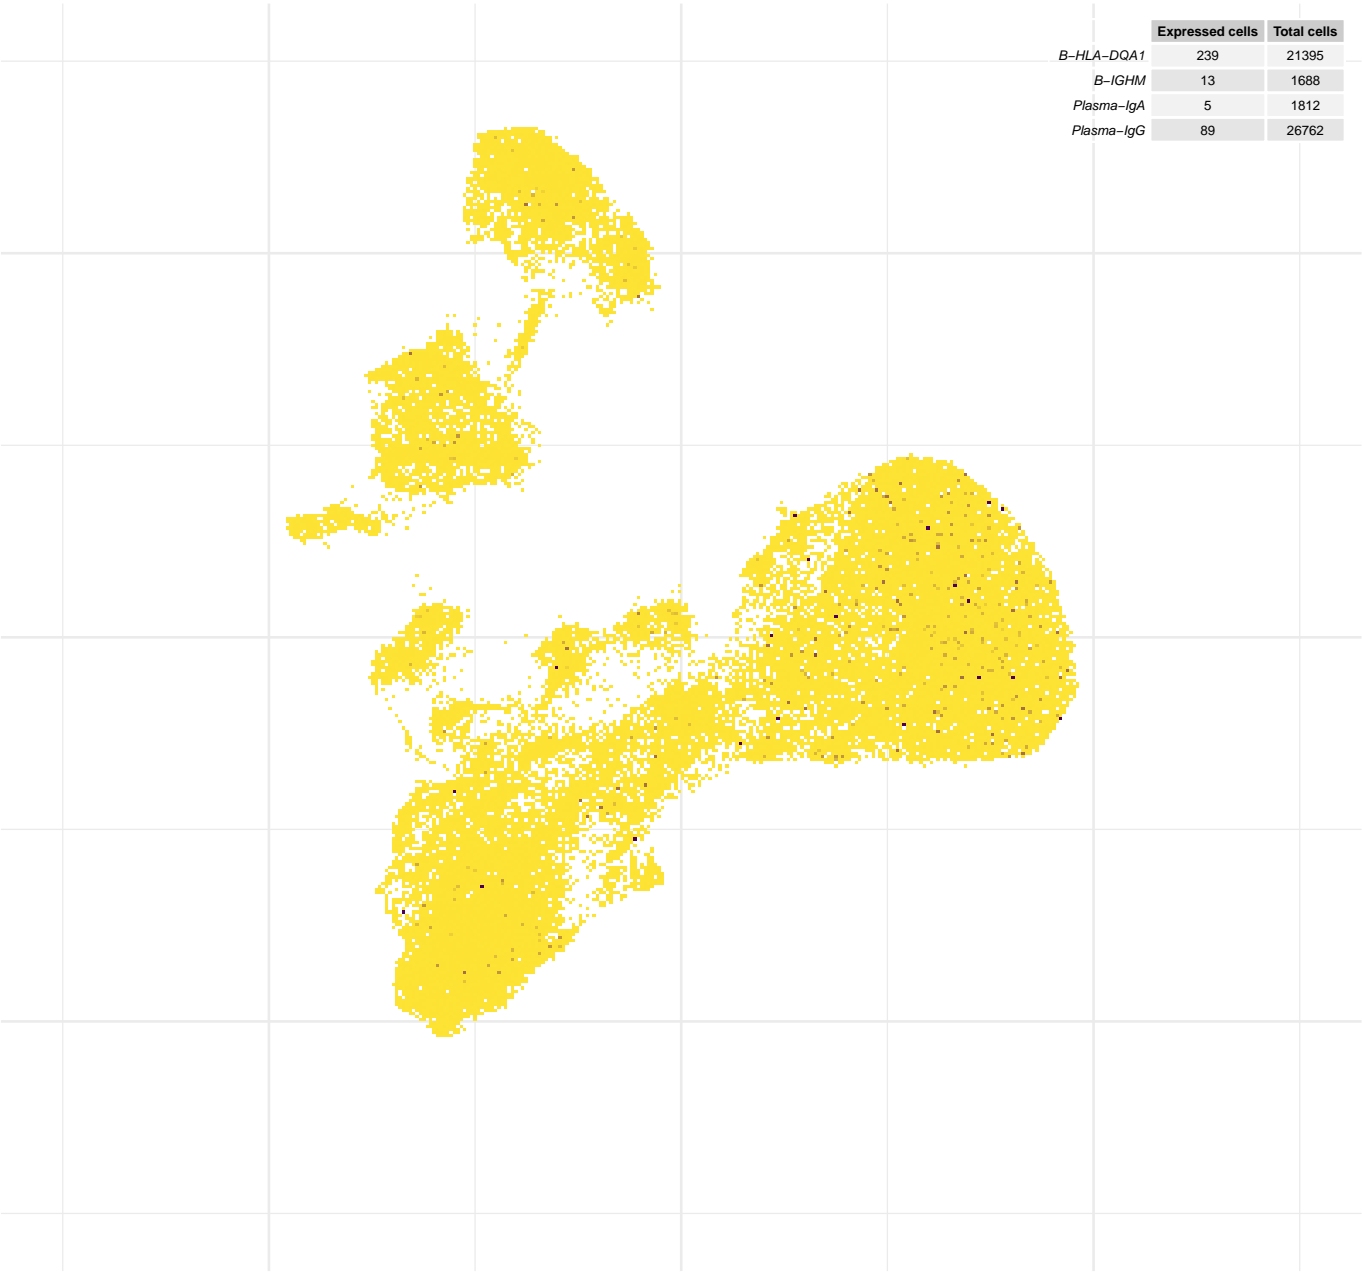 Expressed cells Total cells
B−HLA−DQA1 239 21395
B−IGHM 13 1688
Plasma−IgA 5 1812
Plasma−IgG 89 26762